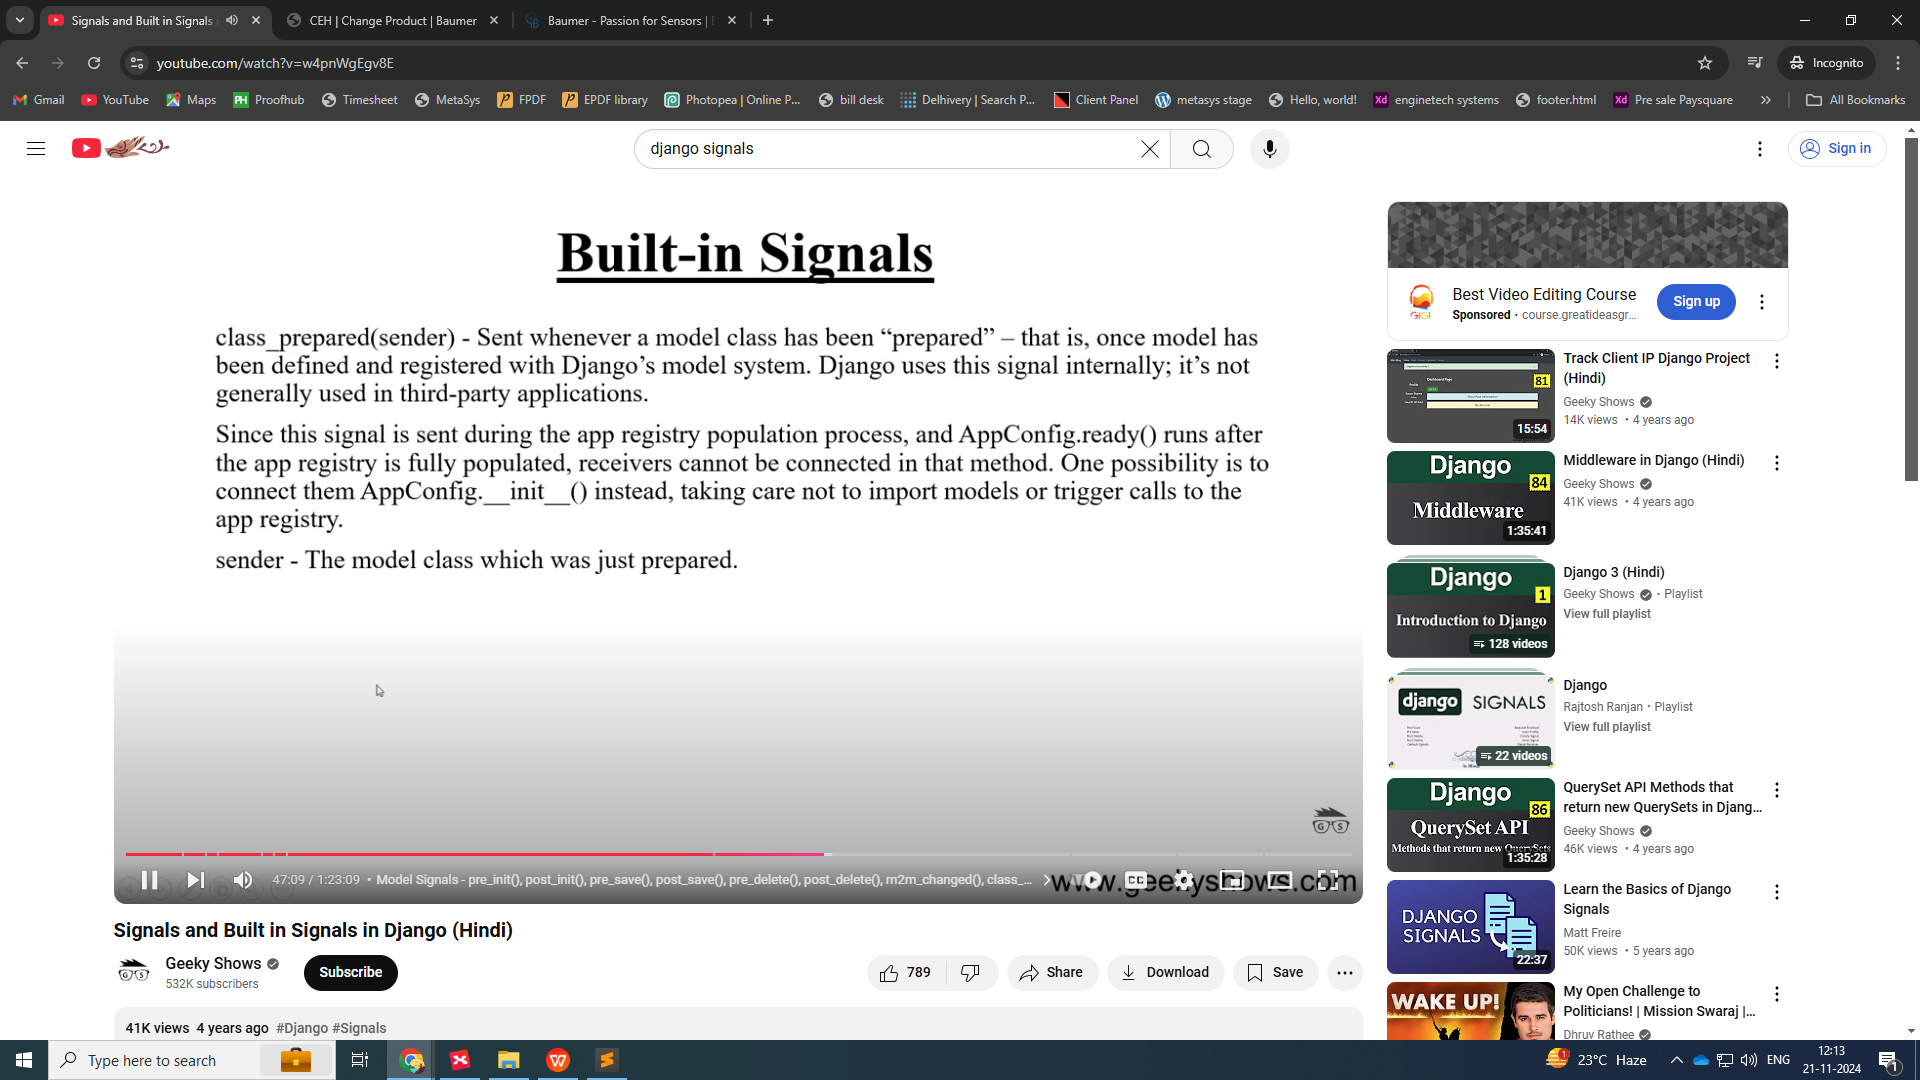 Signals and Built in Signals
CEH | Change Product | Baumer
Baumer - Passion for Sensors |
youtube.com/watch?v=w4pnWgEgv8E
Incognito
Gmail
YouTube
Maps
Proofhub
Timesheet
MetaSys
FPDF
EPDF library
Photopea | Online P...
bill desk
Delhivery | Search P...
Client Panel
metasys stage
Hello, world!
enginetech systems
footer.html
Pre sale Paysquare
All Bookmarks
django signals
Sign in
Built-in Signals
class_prepared(sender) - Sent whenever a model class has been “prepared” – that is, once model has
been defined and registered with Django’s model system. Django uses this signal internally; it’s not
generally used in third-party applications.
Since this signal is sent during the app registry population process, and AppConfig.ready() runs after
the app registry is fully populated, receivers cannot be connected in that method. One possibility is to
connect them AppConfig.__init__() instead, taking care not to import models or trigger calls to the
app registry.
sender - The model class which was just prepared.
GS
www.geekyshows.com
47:09 / 1:23:09 • Model Signals - pre_init(), post_init(), pre_save(), post_save(), pre_delete(), post_delete(), m2m_changed(), class_...
CC
Signals and Built in Signals in Django (Hindi)
Geeky Shows
532K subscribers
Subscribe
789
Share
Download
Save
41K views 4 years ago #Django #Signals
GIGI
Best Video Editing Course
Sponsored · course.greatideasgr...
Sign up
81
15:54
Track Client IP Django Project
(Hindi)
Geeky Shows
14K views • 4 years ago
Django
84
Middleware
1:35:41
Middleware in Django (Hindi)
Geeky Shows
41K views • 4 years ago
Django
1
Introduction to Django
128 videos
Django 3 (Hindi)
Geeky Shows • Playlist
View full playlist
django SIGNALS
22 videos
Django
Rajtosh Ranjan • Playlist
View full playlist
Django
86
QuerySet API
Methods that return new QuerySets
1:35:28
QuerySet API Methods that
return new QuerySets in Djang...
Geeky Shows
46K views • 4 years ago
DJANGO
SIGNALS
22:37
Learn the Basics of Django
Signals
Matt Freire
50K views • 5 years ago
WAKE UP!
My Open Challenge to
Politicians! | Mission Swaraj |...
Dhruv Rathee
Type here to search
23°C Haze
ENG
12:13
21-11-2024
1